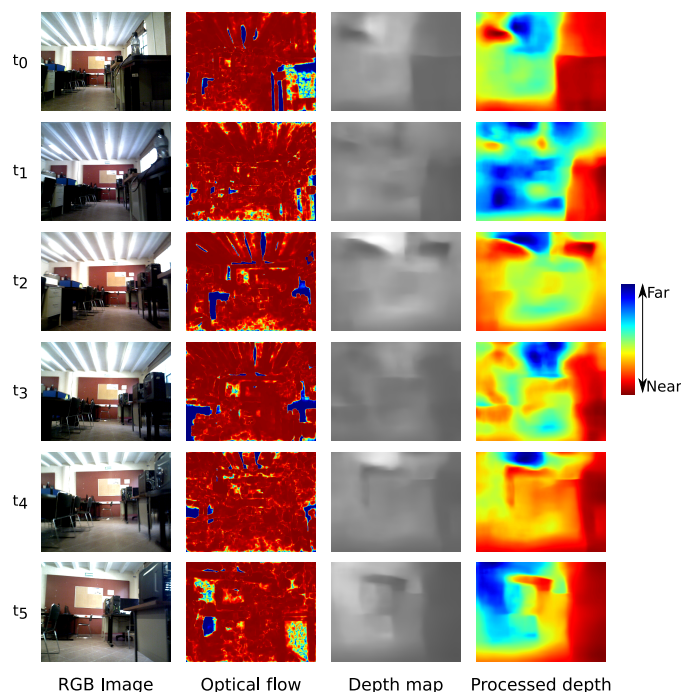 t0
t1
t2
t3
t4
t5
Far
Near
RGB Image
Optical flow
Depth map
Processed depth